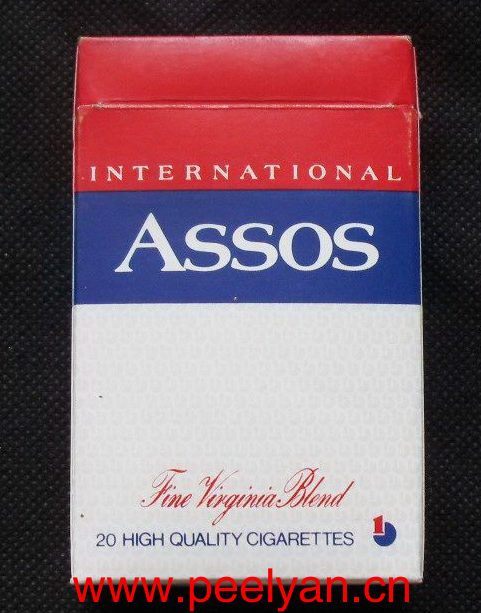 INTERNATIONAL
ASSOS
Fine Virginia Blend
20 HIGH QUALITY CIGARETTES 1
www.peelyan.cn